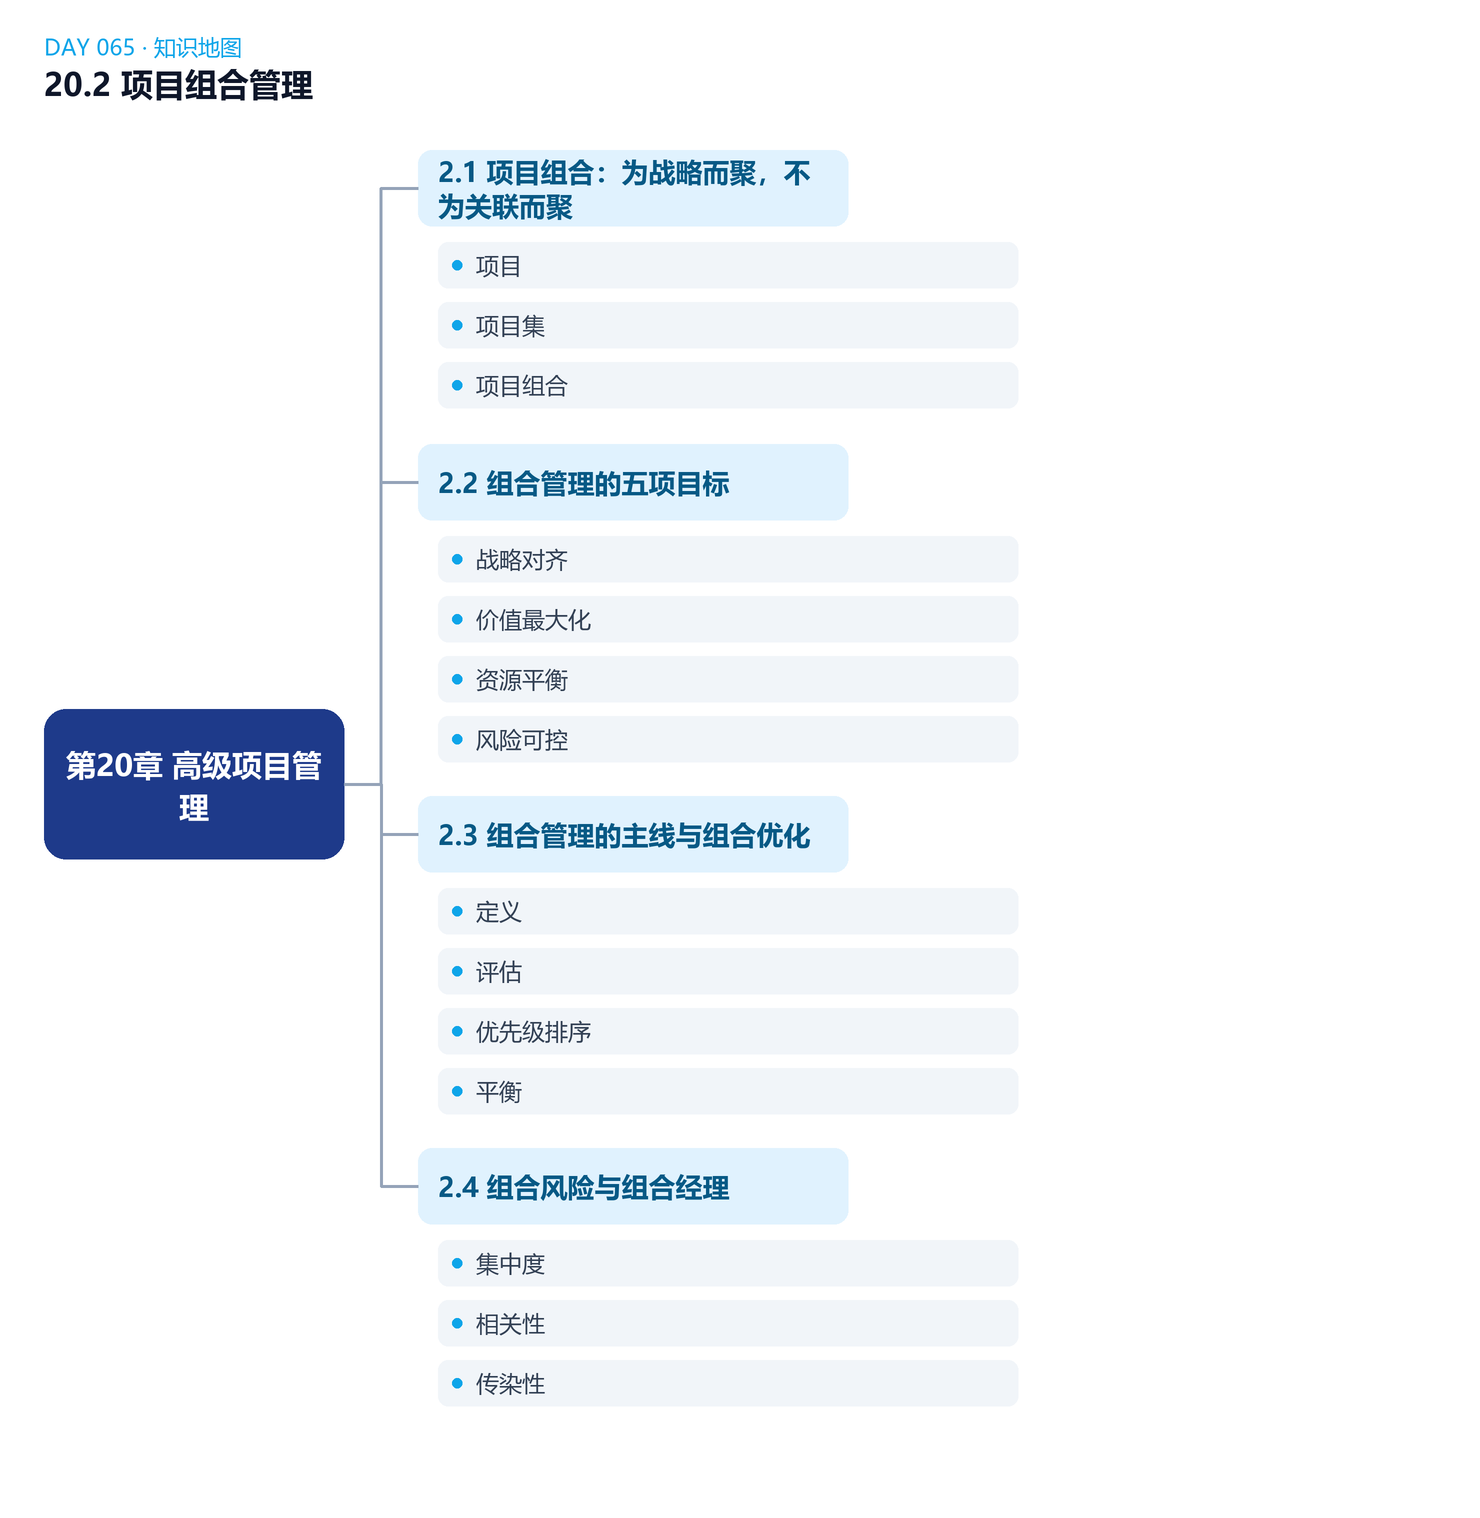 DAY 065 · 知识地图
20.2 项目组合管理
2.1 项目组合：为战略而聚，不
为关联而聚
项目
项目集
项目组合
2.2 组合管理的五项目标
战略对齐
价值最大化
资源平衡
风险可控
第20章 高级项目管
理
2.3 组合管理的主线与组合优化
定义
评估
优先级排序
平衡
2.4 组合风险与组合经理
集中度
相关性
传染性